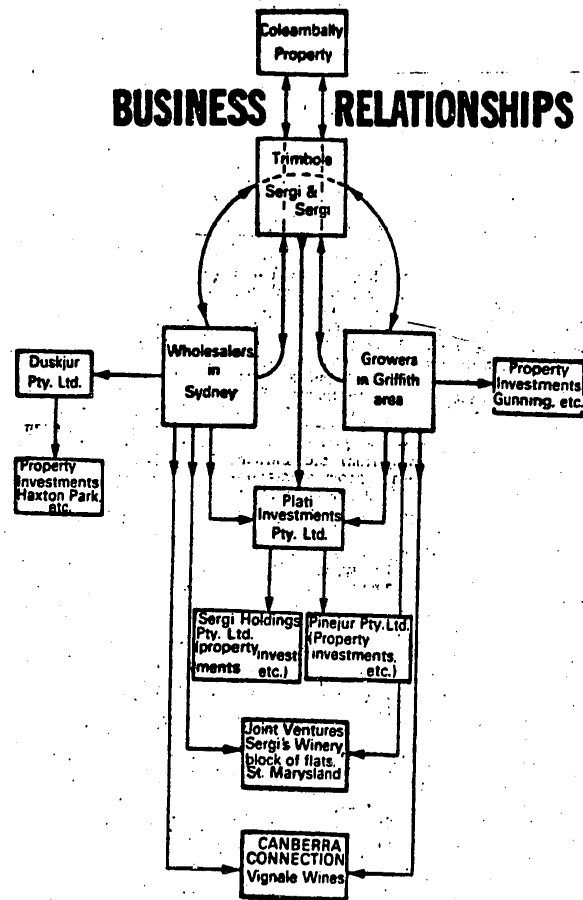 Coleambally
Property
BUSINESS RELATIONSHIPS
Trimbole
Sergi &
Sergi
Wholesalers
in
Sydney
Growers
in Griffith
area
Duskjur
Pty. Ltd.
Property
Investments
Gunning, etc.
Property
Investments
Haxton Park,
etc.
Plati
Investments
Pty. Ltd.
Sergi Holdings
Pty. Ltd.
(property invest
ments etc.)
Pinejur Pty.Ltd.
(Property
investments,
etc.)
Joint Ventures
Sergi's Winery,
block of flats,
St. Marysland
CANBERRA
CONNECTION
Vignale Wines